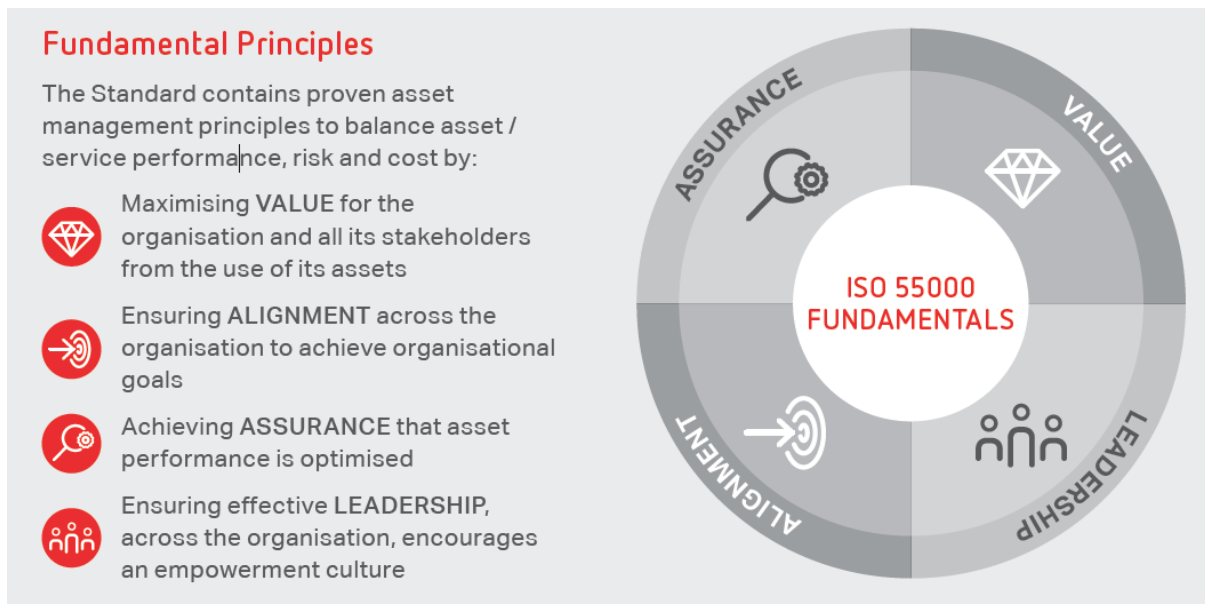 Fundamental Principles
The Standard contains proven asset
management principles to balance asset /
service performance, risk and cost by:
Maximising VALUE for the
organisation and all its stakeholders
from the use of its assets
Ensuring ALIGNMENT across the
organisation to achieve organisational
goals
Achieving ASSURANCE that asset
performance is optimised
Ensuring effective LEADERSHIP,
across the organisation, encourages
an empowerment culture
ASSURANCE
VALUE
ISO 55000
FUNDAMENTALS
ALIGNMENT
LEADERSHIP